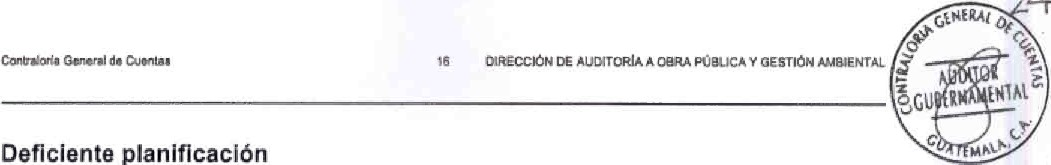 Contraloría General de Cuentas 16 DIRECCIÓN DE AUDITORÍA A OBRA PÚBLICA Y GESTIÓN AMBIENTAL
CONTRALORIA GENERAL DE CUENTAS
AUDITOR
GUBERNAMENTAL
GUATEMALA, C.A.
Deficiente planificación